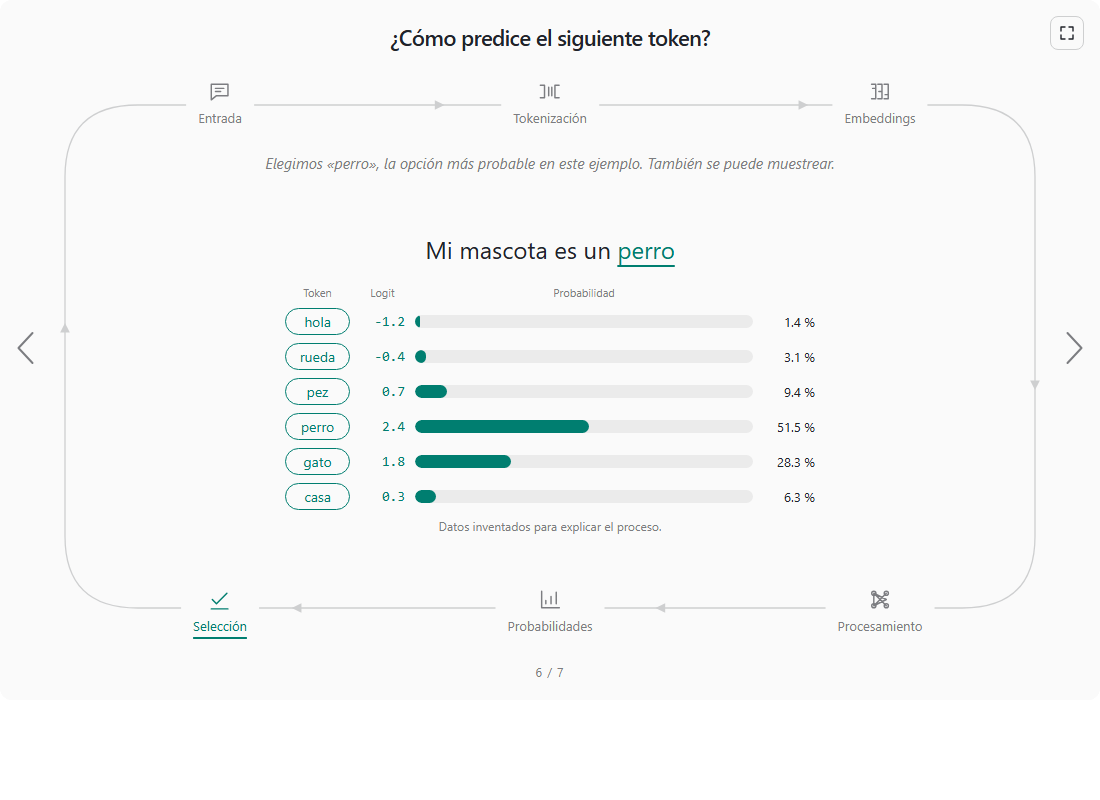 ¿Cómo predice el siguiente token?
Entrada
Tokenización
Embeddings
Elegimos «perro», la opción más probable en este ejemplo. También se puede muestrear.
Mi mascota es un perro
Token Logit Probabilidad
hola -1.2 1.4 %
rueda -0.4 3.1 %
pez 0.7 9.4 %
perro 2.4 51.5 %
gato 1.8 28.3 %
casa 0.3 6.3 %
Datos inventados para explicar el proceso.
Selección
Probabilidades
Procesamiento
6 / 7